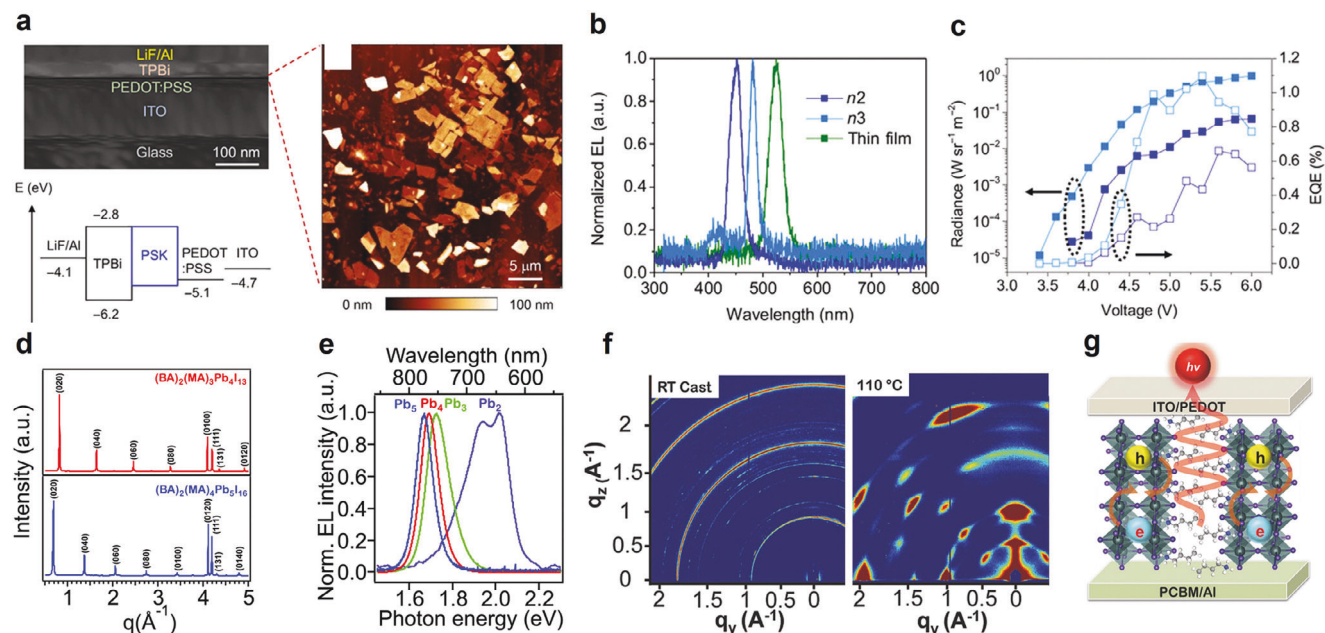 a
LiF/Al
TPBi
PEDOT:PSS
ITO
Glass
100 nm
E (eV)
−2.8
LiF/Al
−4.1
TPBi
PSK
PEDOT
:PSS
ITO
−4.7
−5.1
−6.2
5 μm
0 nm
100 nm
b
Normalized EL (a.u.)
1.0
0.8
0.6
0.4
0.2
0.0
n2
n3
Thin film
300 400 500 600 700 800
Wavelength (nm)
c
Radiance (W sr⁻¹ m⁻²)
10⁰
10⁻¹
10⁻²
10⁻³
10⁻⁴
10⁻⁵
1.2
1.0
0.8
0.6
0.4
0.2
0.0
EQE (%)
3.0 3.5 4.0 4.5 5.0 5.5 6.0
Voltage (V)
d
Intensity (a.u.)
(BA)₂(MA)₃Pb₄I₁₃
(020)
(040)
(060)
(080)
(0100)
(111)
(131)
(0120)
(BA)₂(MA)₄Pb₅I₁₆
(020)
(040)
(060)
(080)
(0100)
(0120)
(111)
(131)
(0140)
1 2 3 4 5
q(Å⁻¹)
e
Wavelength (nm)
800 700 600
Norm. EL intensity (a.u.)
1.0
0.8
0.6
0.4
0.2
0.0
Pb₅ Pb₄ Pb₃ Pb₂
1.6 1.8 2.0 2.2
Photon energy (eV)
f
RT Cast
110 °C
q_z (A⁻¹)
2
1.5
1
0.5
0
2 1.5 1 0.5 0
q_y (A⁻¹)
2 1.5 1 0.5 0
q_y (A⁻¹)
g
hν
ITO/PEDOT
h
h
e
e
PCBM/Al